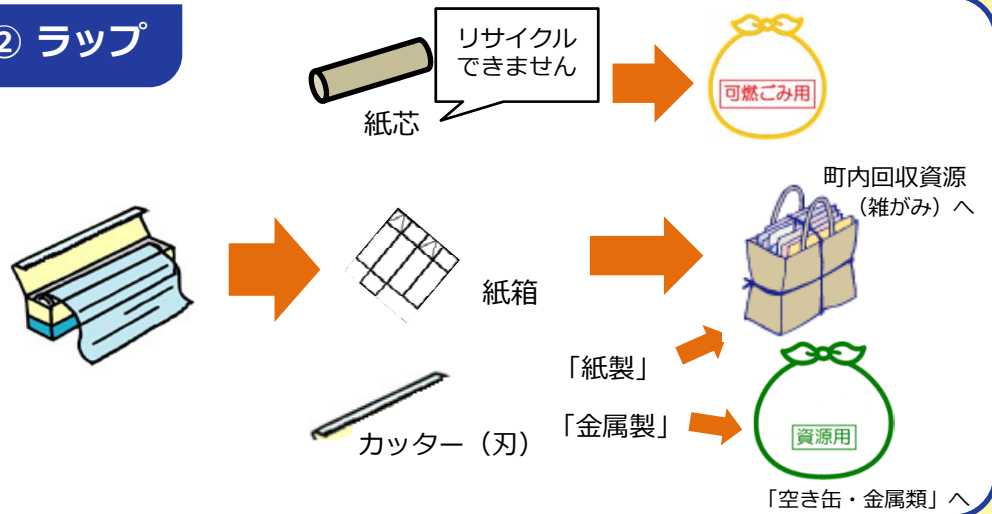 ② ラップ
リサイクル
できません
紙芯
可燃ごみ用
町内回収資源
（雑がみ）へ
紙箱
「紙製」
「金属製」
カッター（刃）
資源用
「空き缶・金属類」へ